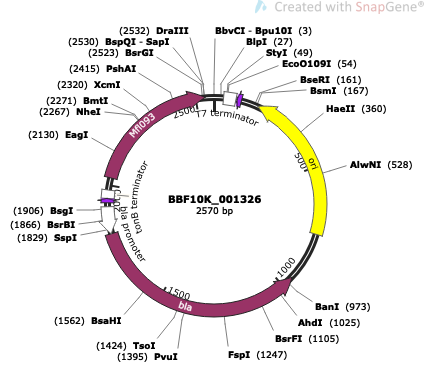 Created with SnapGene®
(2532) DraIII
(2530) BspQI - SapI
(2523) BsrGI
(2415) PshAI
(2320) XcmI
(2271) BmtI
(2267) NheI
(2130) EagI
(1906) BsgI
(1866) BsrBI
(1829) SspI
(1562) BsaHI
(1424) TsoI
(1395) PvuI
FspI (1247)
BsrFI (1105)
AhdI (1025)
BanI (973)
AlwNI (528)
HaeII (360)
BsmI (167)
BseRI (161)
EcoO109I (54)
StyI (49)
BlpI (27)
BbvCI - Bpu10I (3)
T7 terminator
ori
bla
bla promoter
tonB terminator
Mfl093
500
1000
1500
2500
BBF10K_001326
2570 bp